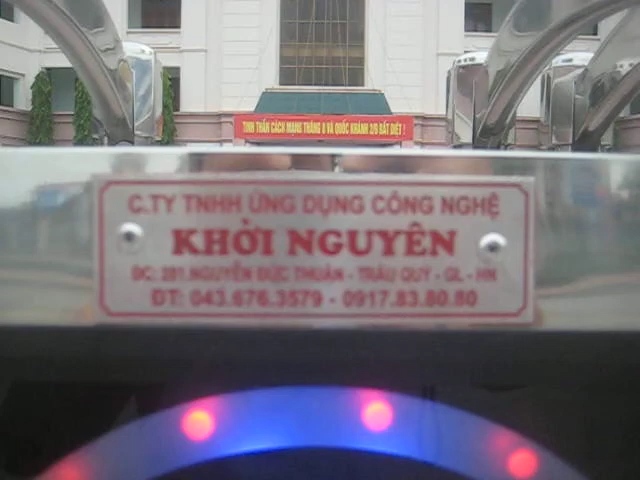 TINH THẦN CÁCH MẠNG THÁNG 8 VÀ QUỐC KHÁNH 2/9 BẤT DIỆT !
C.TY TNHH ỨNG DỤNG CÔNG NGHỆ
KHỞI NGUYÊN
ĐC: 281 NGUYỄN ĐỨC THUẬN - TRÂU QUỲ - GL - HN
ĐT: 043.676.3579 - 0917.83.80.80